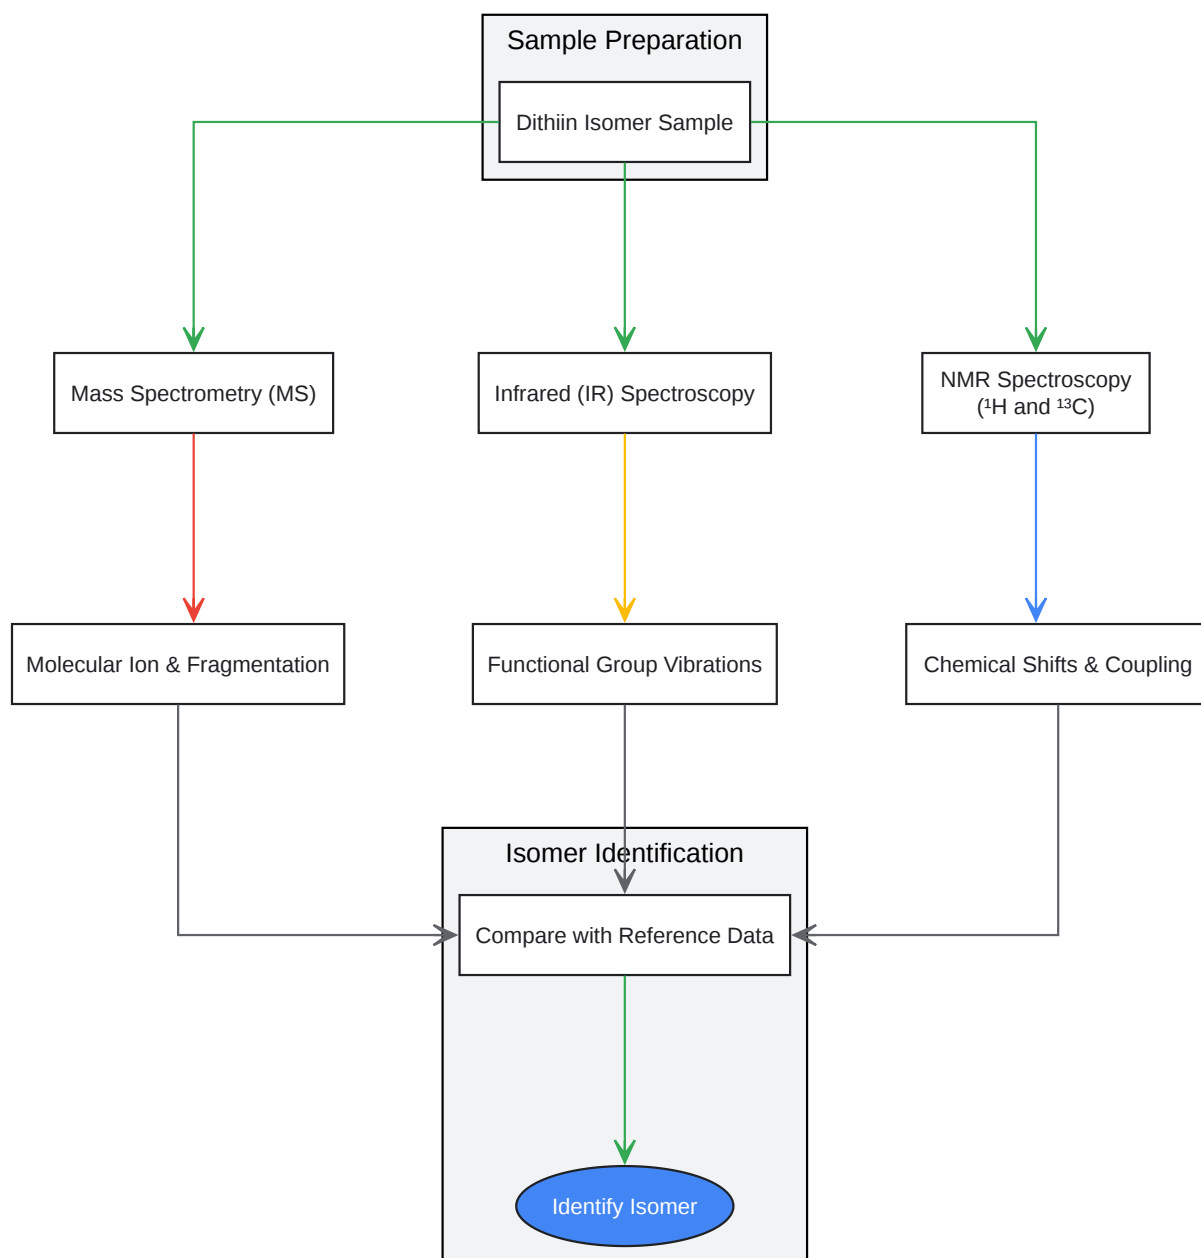 Sample Preparation
Dithiin Isomer Sample
Mass Spectrometry (MS)
Infrared (IR) Spectroscopy
NMR Spectroscopy
(¹H and ¹³C)
Molecular Ion & Fragmentation
Functional Group Vibrations
Chemical Shifts & Coupling
Isomer Identification
Compare with Reference Data
Identify Isomer